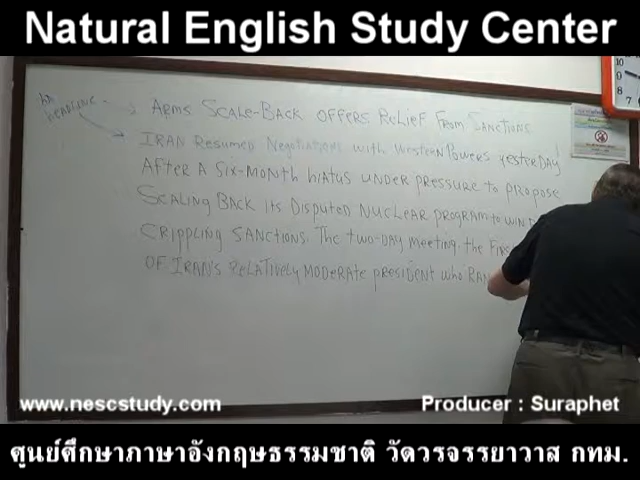 Natural English Study Center
HEADLINE
ARMS SCALE-BACK OFFERS RELIEF FROM SANCTIONS
IRAN RESUMED NEGOTIATIONS WITH WESTERN POWERS YESTERDAY
AFTER A SIX-MONTH HIATUS UNDER PRESSURE TO PROPOSE
SCALING BACK ITS DISPUTED NUCLEAR PROGRAM TO WIN
CRIPPLING SANCTIONS. THE TWO-DAY MEETING. THE FIRS
OF IRAN'S RELATIVELY MODERATE PRESIDENT WHO RAN
10
9
8
7
www.nescstudy.com
Producer : Suraphet
ศูนย์ศึกษาภาษาอังกฤษธรรมชาติ วัดวรจรรยาวาส กทม.